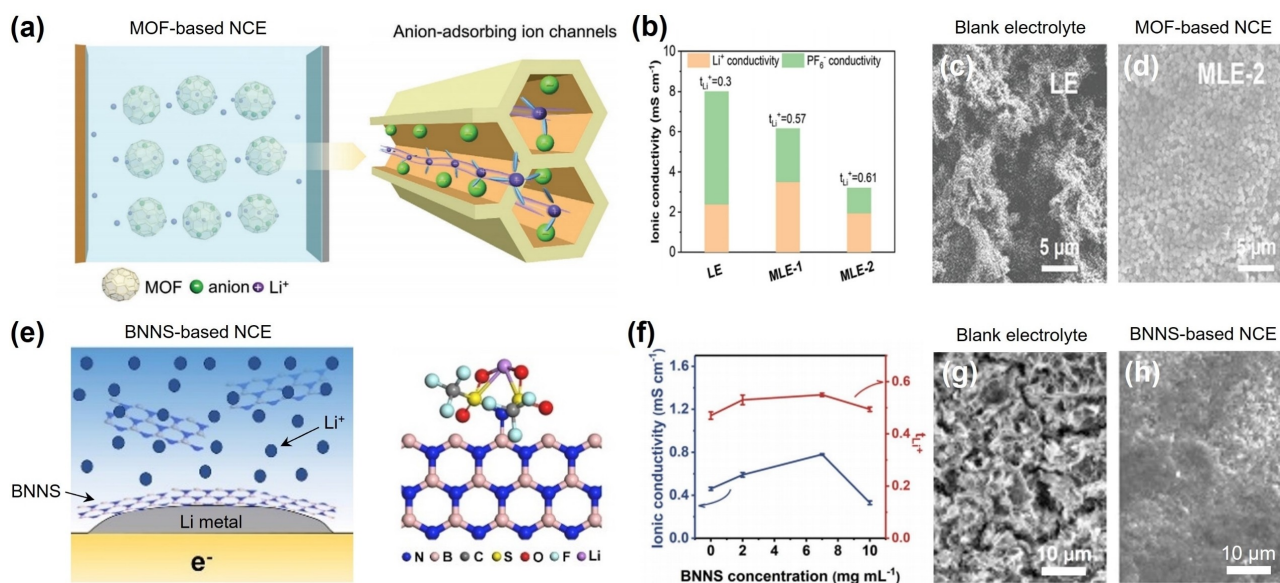 (a)
MOF-based NCE
Anion-adsorbing ion channels
MOF
anion
Li⁺
(b)
Li⁺ conductivity
PF₆⁻ conductivity
Ionic conductivity (mS cm⁻¹)
10
8
6
4
2
0
tLi⁺=0.3
tLi⁺=0.57
tLi⁺=0.61
LE
MLE-1
MLE-2
Blank electrolyte
(c)
LE
5 µm
MOF-based NCE
(d)
MLE-2
5 µm
(e)
BNNS-based NCE
Li⁺
BNNS
Li metal
e⁻
N B C S O F Li
(f)
Ionic conductivity (mS cm⁻¹)
1.6
1.2
0.8
0.4
0.0
0.6
0.4
0.2
0.0
tLi⁺
0 2 4 6 8 10
BNNS concentration (mg mL⁻¹)
Blank electrolyte
(g)
10 µm
BNNS-based NCE
(h)
10 µm